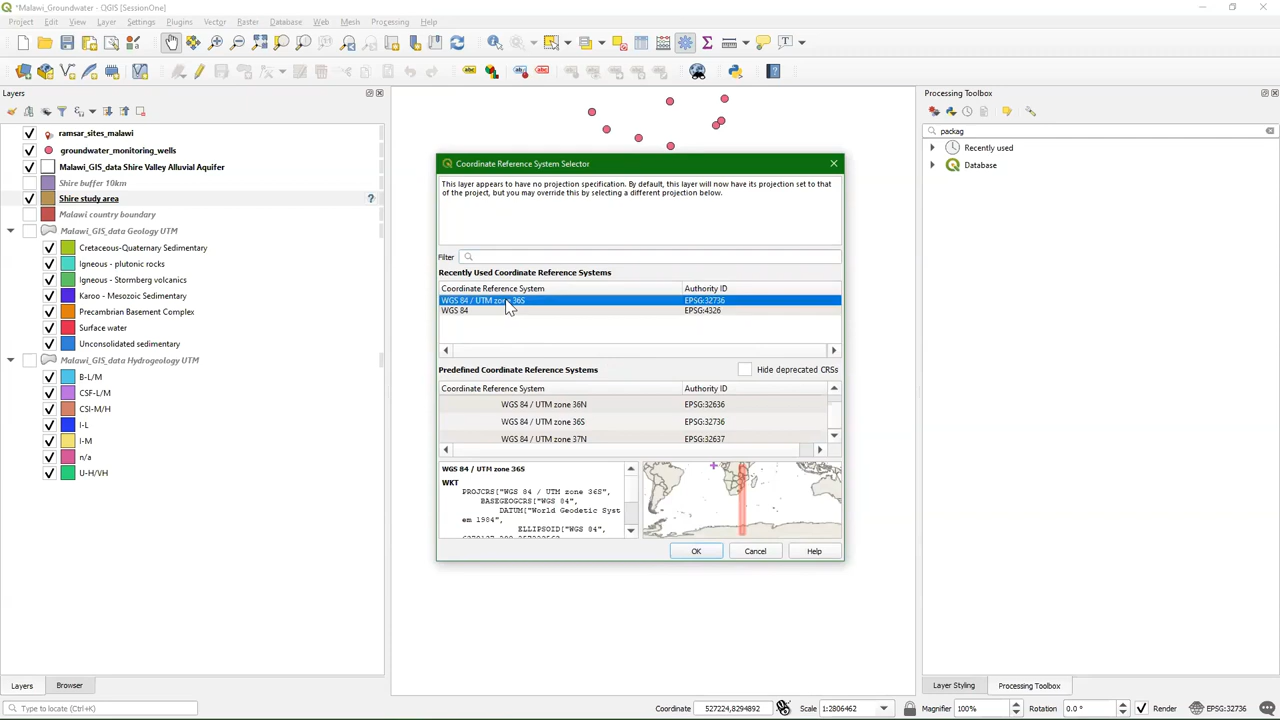 *Malawi_Groundwater - QGIS [SessionOne]
Project Edit View Layer Settings Plugins Vector Raster Database Web Mesh Processing Help
Layers
ramsar_sites_malawi
groundwater_monitoring_wells
Malawi_GIS_data Shire Valley Alluvial Aquifer
Shire buffer 10km
Shire study area
?
Malawi country boundary
Malawi_GIS_data Geology UTM
Cretaceous-Quaternary Sedimentary
Igneous - plutonic rocks
Igneous - Stormberg volcanics
Karoo - Mesozoic Sedimentary
Precambrian Basement Complex
Surface water
Unconsolidated sedimentary
Malawi_GIS_data Hydrogeology UTM
B-L/M
CSF-L/M
CSI-M/H
I-L
I-M
n/a
U-H/VH
Coordinate Reference System Selector
This layer appears to have no projection specification. By default, this layer will now have its projection set to that
of the project, but you may override this by selecting a different projection below.
Filter
Recently Used Coordinate Reference Systems
Coordinate Reference System Authority ID
WGS 84 / UTM zone 36S EPSG:32736
WGS 84 EPSG:4326
Predefined Coordinate Reference Systems
Hide deprecated CRSs
Coordinate Reference System Authority ID
WGS 84 / UTM zone 36N EPSG:32636
WGS 84 / UTM zone 36S EPSG:32736
WGS 84 / UTM zone 37N EPSG:32637
WGS 84 / UTM zone 36S
WKT
PROJCRS["WGS 84 / UTM zone 36S",
BASEGEOGCRS["WGS 84",
DATUM["World Geodetic Syst
em 1984",
ELLIPSOID["WGS 84",
OK Cancel Help
Processing Toolbox
packag
Recently used
Database
Layers Browser
Layer Styling Processing Toolbox
Type to locate (Ctrl+K)
Coordinate 527224,8294892 Scale 1:2806462 Magnifier 100% Rotation 0.0 ° Render EPSG:32736